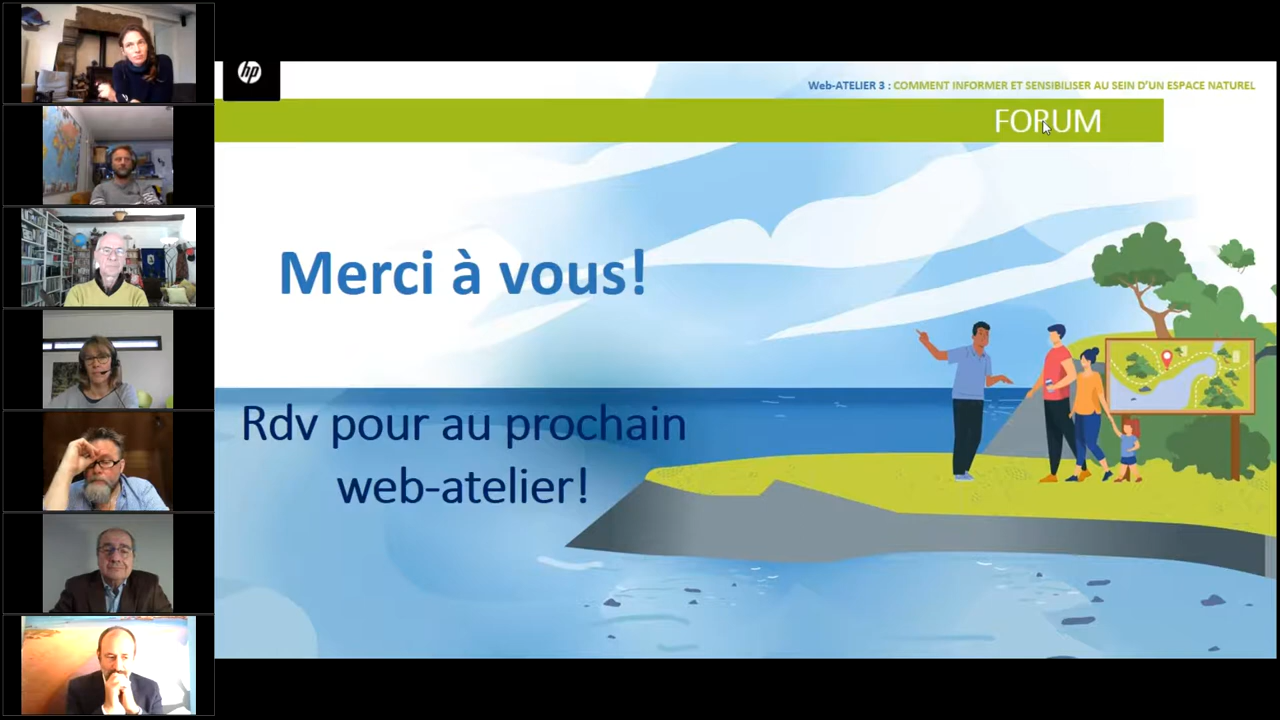 hp
Web-ATELIER 3 : COMMENT INFORMER ET SENSIBILISER AU SEIN D'UN ESPACE NATUREL
FORUM
Merci à vous!
Rdv pour au prochain
web-atelier!